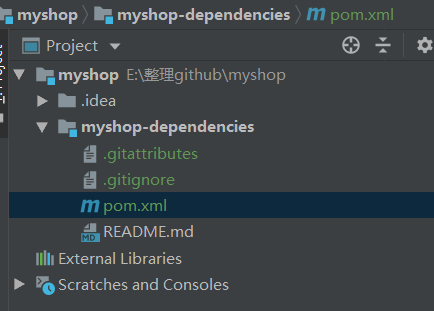 myshop myshop-dependencies pom.xml
Project
myshop E:\整理github\myshop
.idea
myshop-dependencies
.gitattributes
.gitignore
pom.xml
README.md
External Libraries
Scratches and Consoles